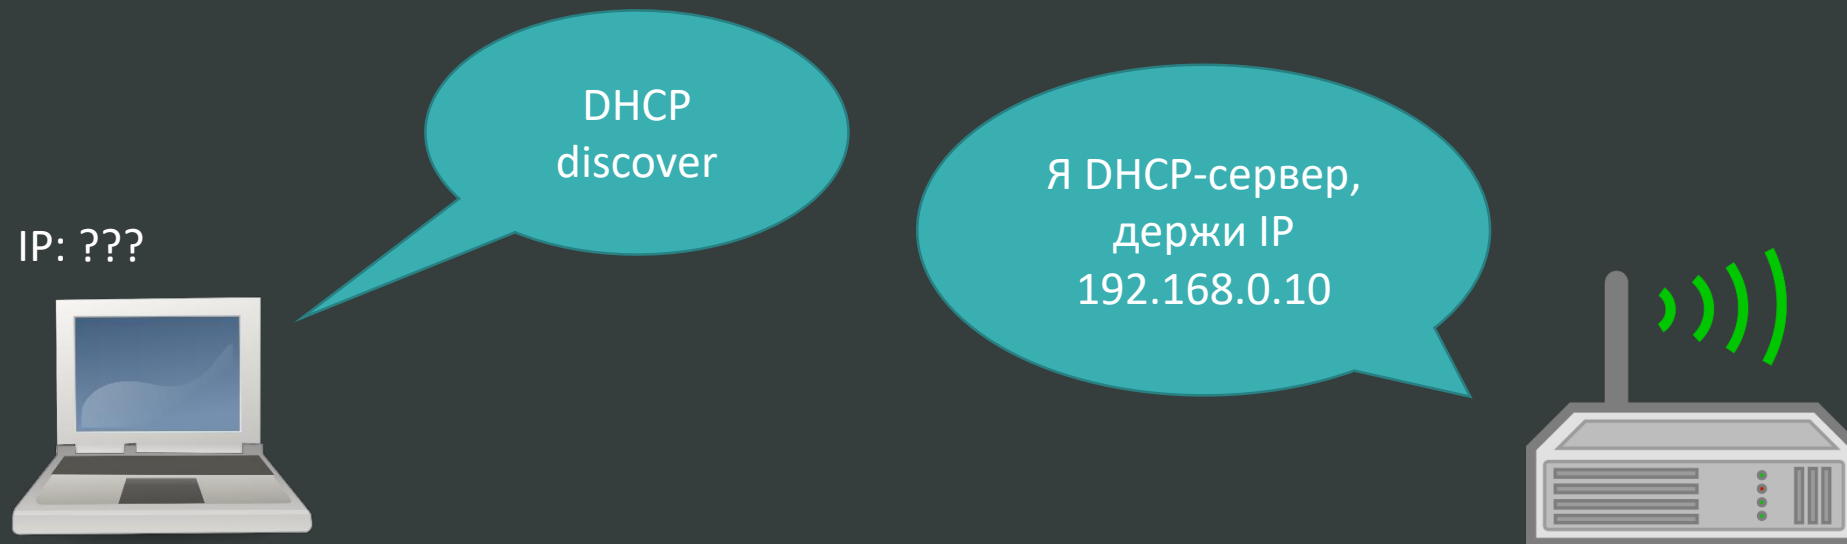 DHCP
discover
Я DHCP-сервер,
держи IP
192.168.0.10
IP: ???